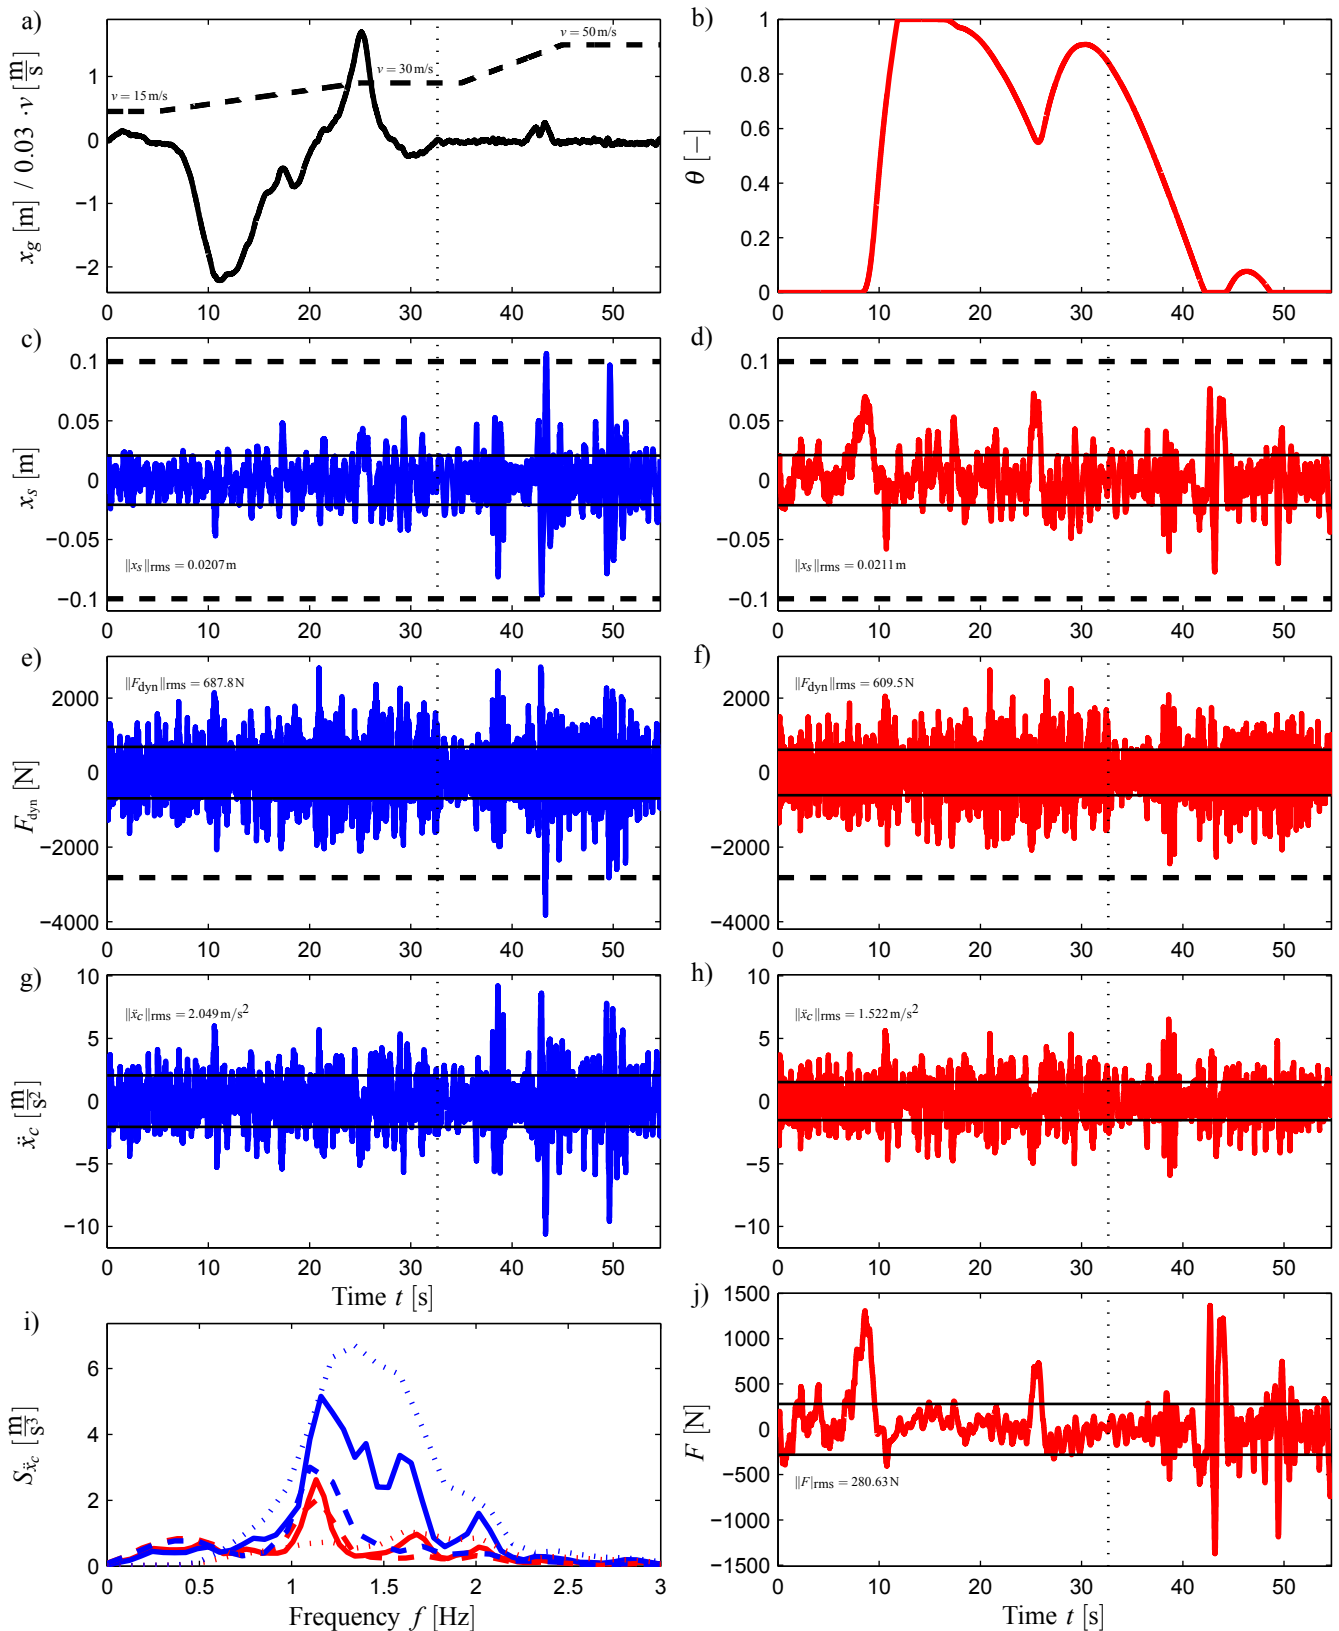 a)
x_g [m] / 0.03 · v [m/s]
v = 15 m/s
v = 30 m/s
v = 50 m/s
1
0
−1
−2
0 10 20 30 40 50
b)
θ [−]
1
0.8
0.6
0.4
0.2
0
0 10 20 30 40 50
c)
x_s [m]
0.1
0.05
0
−0.05
−0.1
‖x_s‖rms = 0.0207 m
0 10 20 30 40 50
d)
0.1
0.05
0
−0.05
−0.1
‖x_s‖rms = 0.0211 m
0 10 20 30 40 50
e)
F_dyn [N]
2000
0
−2000
−4000
‖F_dyn‖rms = 687.8 N
0 10 20 30 40 50
f)
2000
0
−2000
−4000
‖F_dyn‖rms = 609.5 N
0 10 20 30 40 50
g)
ẍ_c [m/s²]
10
5
0
−5
−10
‖ẍ_c‖rms = 2.049 m/s²
0 10 20 30 40 50
Time t [s]
h)
10
5
0
−5
−10
‖ẍ_c‖rms = 1.522 m/s²
0 10 20 30 40 50
i)
S_ẍ_c [m/s³]
6
4
2
0
0 0.5 1 1.5 2 2.5 3
Frequency f [Hz]
j)
F [N]
1500
1000
500
0
−500
−1000
−1500
‖F|rms = 280.63 N
0 10 20 30 40 50
Time t [s]